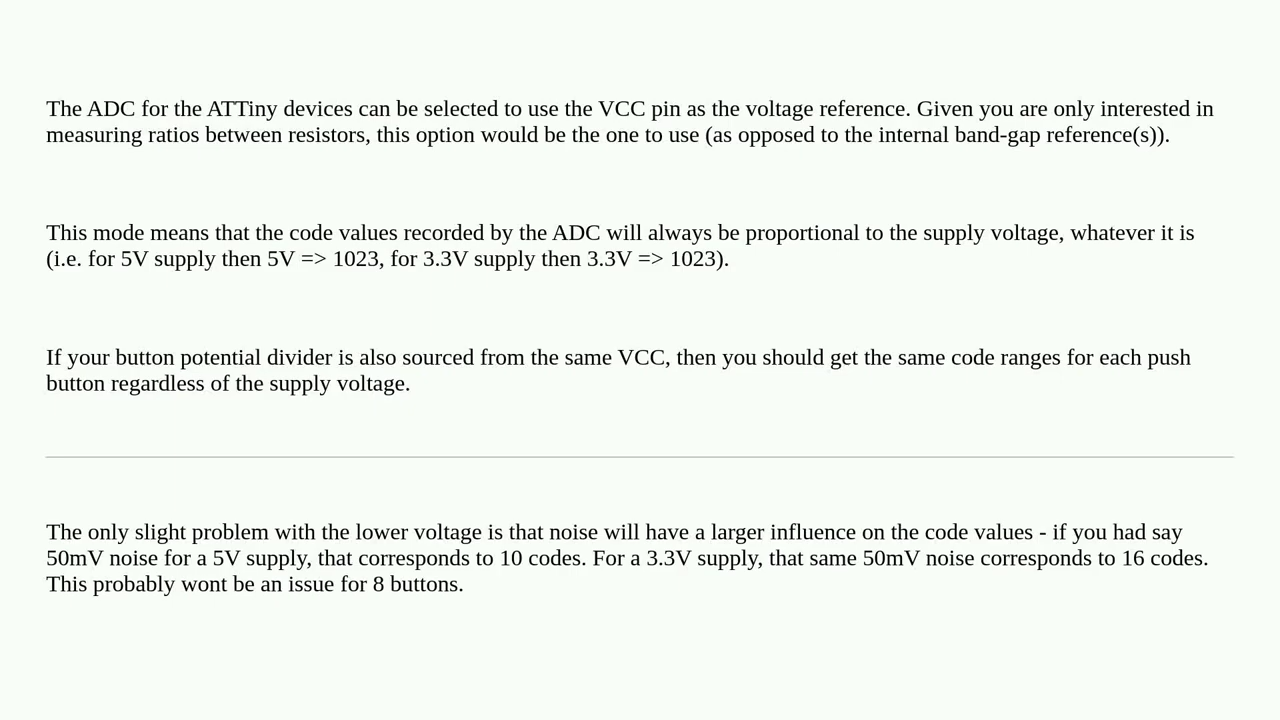 The ADC for the ATTiny devices can be selected to use the VCC pin as the voltage reference. Given you are only interested in
measuring ratios between resistors, this option would be the one to use (as opposed to the internal band-gap reference(s)).
This mode means that the code values recorded by the ADC will always be proportional to the supply voltage, whatever it is
(i.e. for 5V supply then 5V => 1023, for 3.3V supply then 3.3V => 1023).
If your button potential divider is also sourced from the same VCC, then you should get the same code ranges for each push
button regardless of the supply voltage.
The only slight problem with the lower voltage is that noise will have a larger influence on the code values - if you had say
50mV noise for a 5V supply, that corresponds to 10 codes. For a 3.3V supply, that same 50mV noise corresponds to 16 codes.
This probably wont be an issue for 8 buttons.